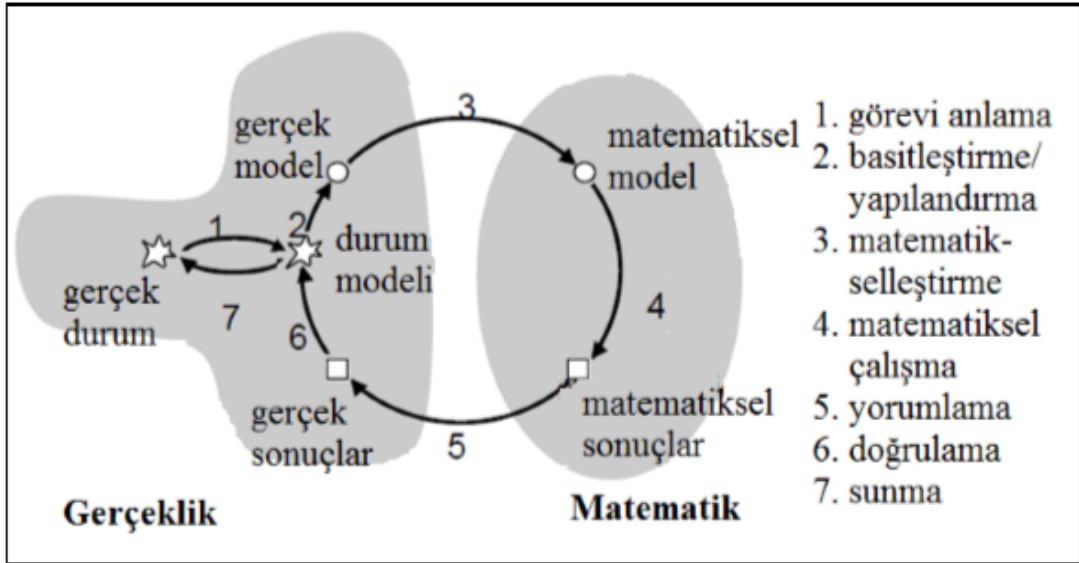 gerçek
model
3
matematiksel
model
1
2
durum
modeli
gerçek
durum
7
6
4
gerçek
sonuçlar
5
matematiksel
sonuçlar
Gerçeklik
Matematik
1. görevi anlama
2. basitleştirme/
yapılandırma
3. matematik-
selleştirme
4. matematiksel
çalışma
5. yorumlama
6. doğrulama
7. sunma